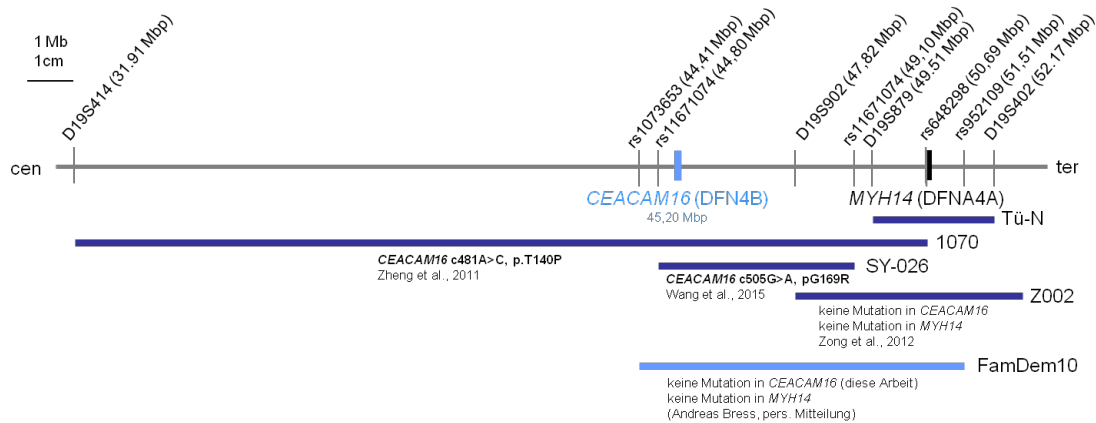 1 Mb
1cm
D19S414 (31.91 Mbp)
rs1073653 (44,41 Mbp)
rs11671074 (44,80 Mbp)
D19S902 (47,82 Mbp)
rs11671074 (49,10 Mbp)
D19S879 (49.51 Mbp)
rs648298 (50,69 Mbp)
rs952109 (51,51 Mbp)
D19S402 (52.17 Mbp)
cen
ter
CEACAM16 (DFN4B)
45,20 Mbp
MYH14 (DFNA4A)
Tü-N
1070
CEACAM16 c481A>C, p.T140P
Zheng et al., 2011
SY-026
CEACAM16 c505G>A, pG169R
Wang et al., 2015
Z002
keine Mutation in CEACAM16
keine Mutation in MYH14
Zong et al., 2012
FamDem10
keine Mutation in CEACAM16 (diese Arbeit)
keine Mutation in MYH14
(Andreas Bress, pers. Mitteilung)